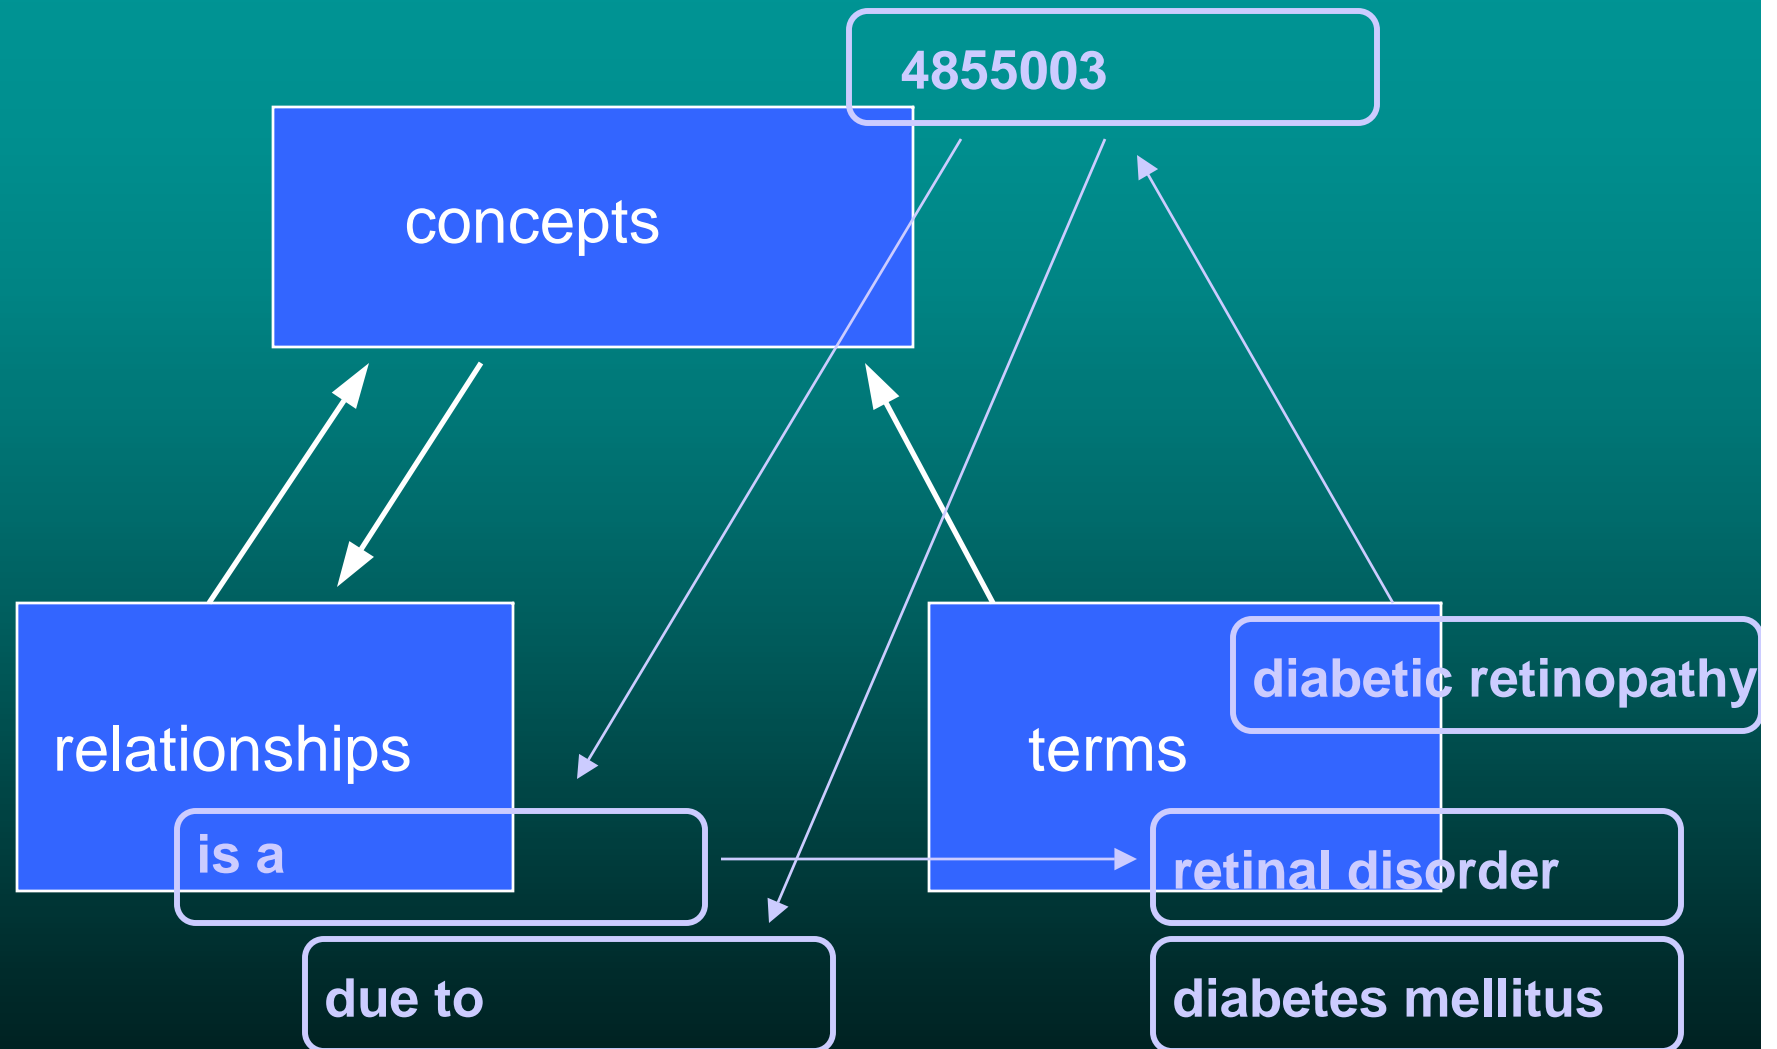 4855003
concepts
diabetic retinopathy
relationships
terms
is a
retinal disorder
due to
diabetes mellitus